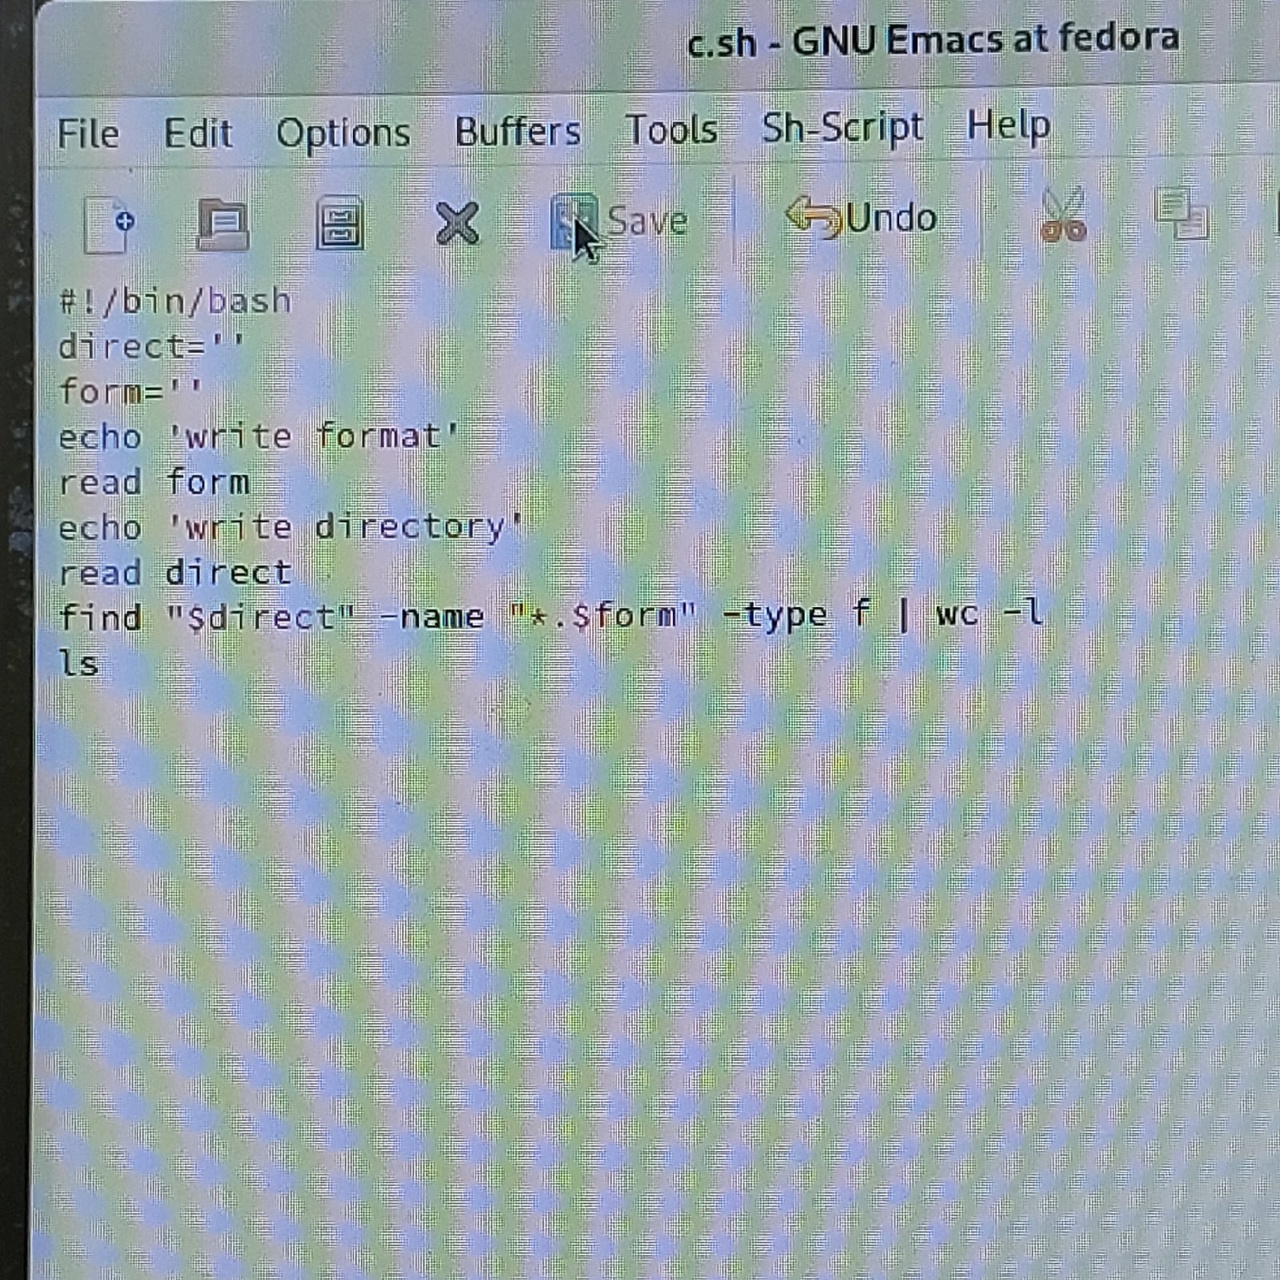 c.sh - GNU Emacs at fedora
File Edit Options Buffers Tools Sh-Script Help
Save Undo
#!/bin/bash
direct=''
form=''
echo 'write format'
read form
echo 'write directory'
read direct
find "$direct" -name "*.$form" -type f | wc -l
ls